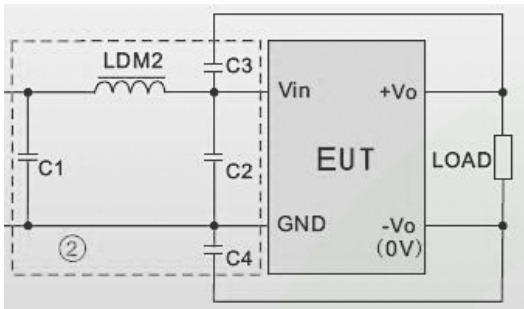 LDM2
C3
Vin
+Vo
C1
C2
EUT
LOAD
GND
-Vo
(0V)
②
C4